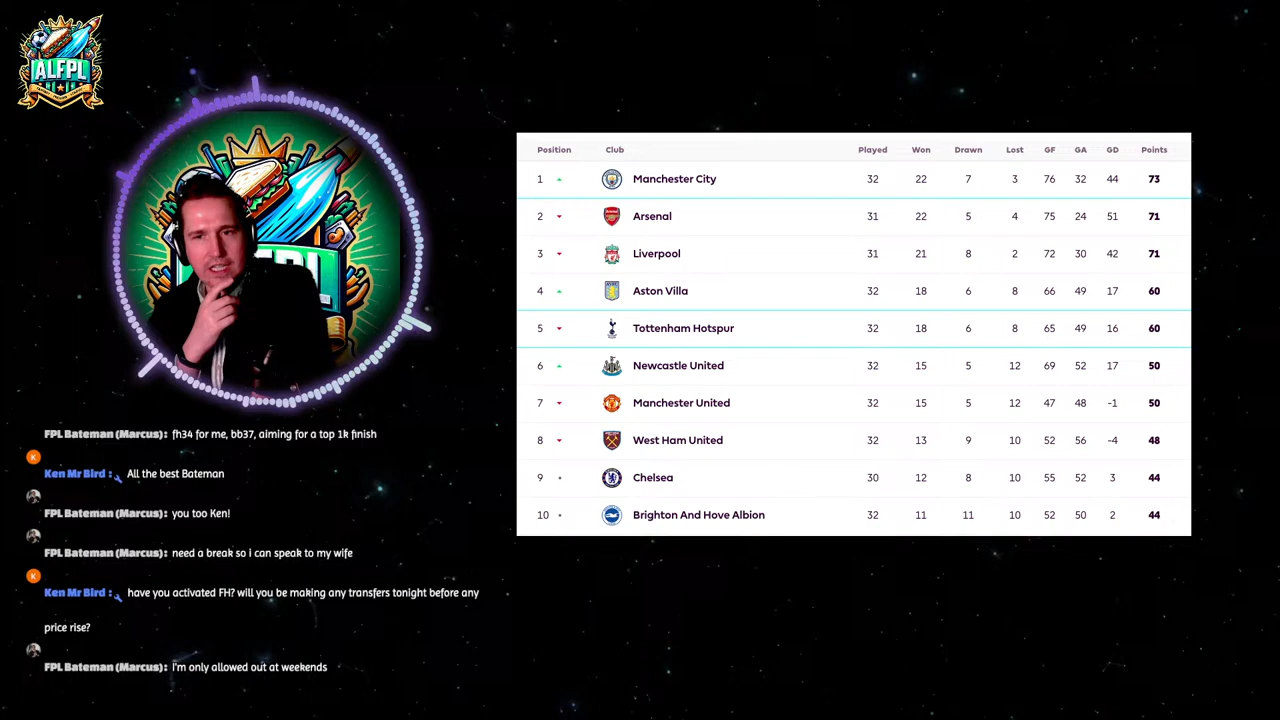 ALFPL
Position Club Played Won Drawn Lost GF GA GD Points
1 Manchester City 32 22 7 3 76 32 44 73
2 Arsenal 31 22 5 4 75 24 51 71
3 Liverpool 31 21 8 2 72 30 42 71
4 Aston Villa 32 18 6 8 66 49 17 60
5 Tottenham Hotspur 32 18 6 8 65 49 16 60
6 Newcastle United 32 15 5 12 69 52 17 50
7 Manchester United 32 15 5 12 47 48 -1 50
8 West Ham United 32 13 9 10 52 56 -4 48
9 Chelsea 30 12 8 10 55 52 3 44
10 Brighton And Hove Albion 32 11 11 10 52 50 2 44
FPL Bateman (Marcus): fh34 for me, bb37, aiming for a top 1k finish
K
Ken Mr Bird : All the best Bateman
FPL Bateman (Marcus): you too Ken!
FPL Bateman (Marcus): need a break so i can speak to my wife
K
Ken Mr Bird : have you activated FH? will you be making any transfers tonight before any
price rise?
FPL Bateman (Marcus): I'm only allowed out at weekends